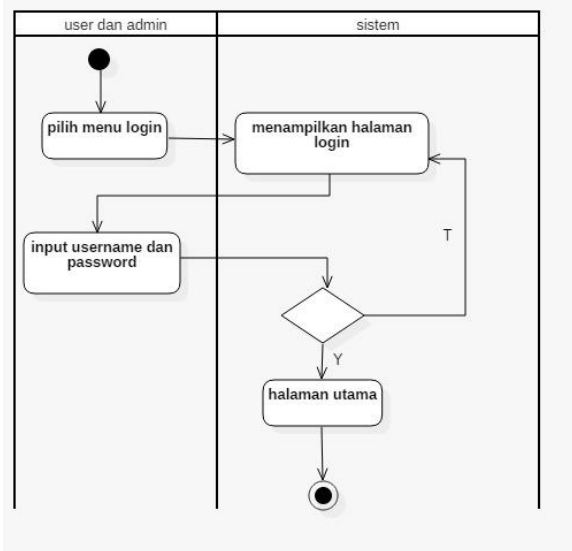 user dan admin
sistem
pilih menu login
menampilkan halaman
login
input username dan
password
T
Y
halaman utama